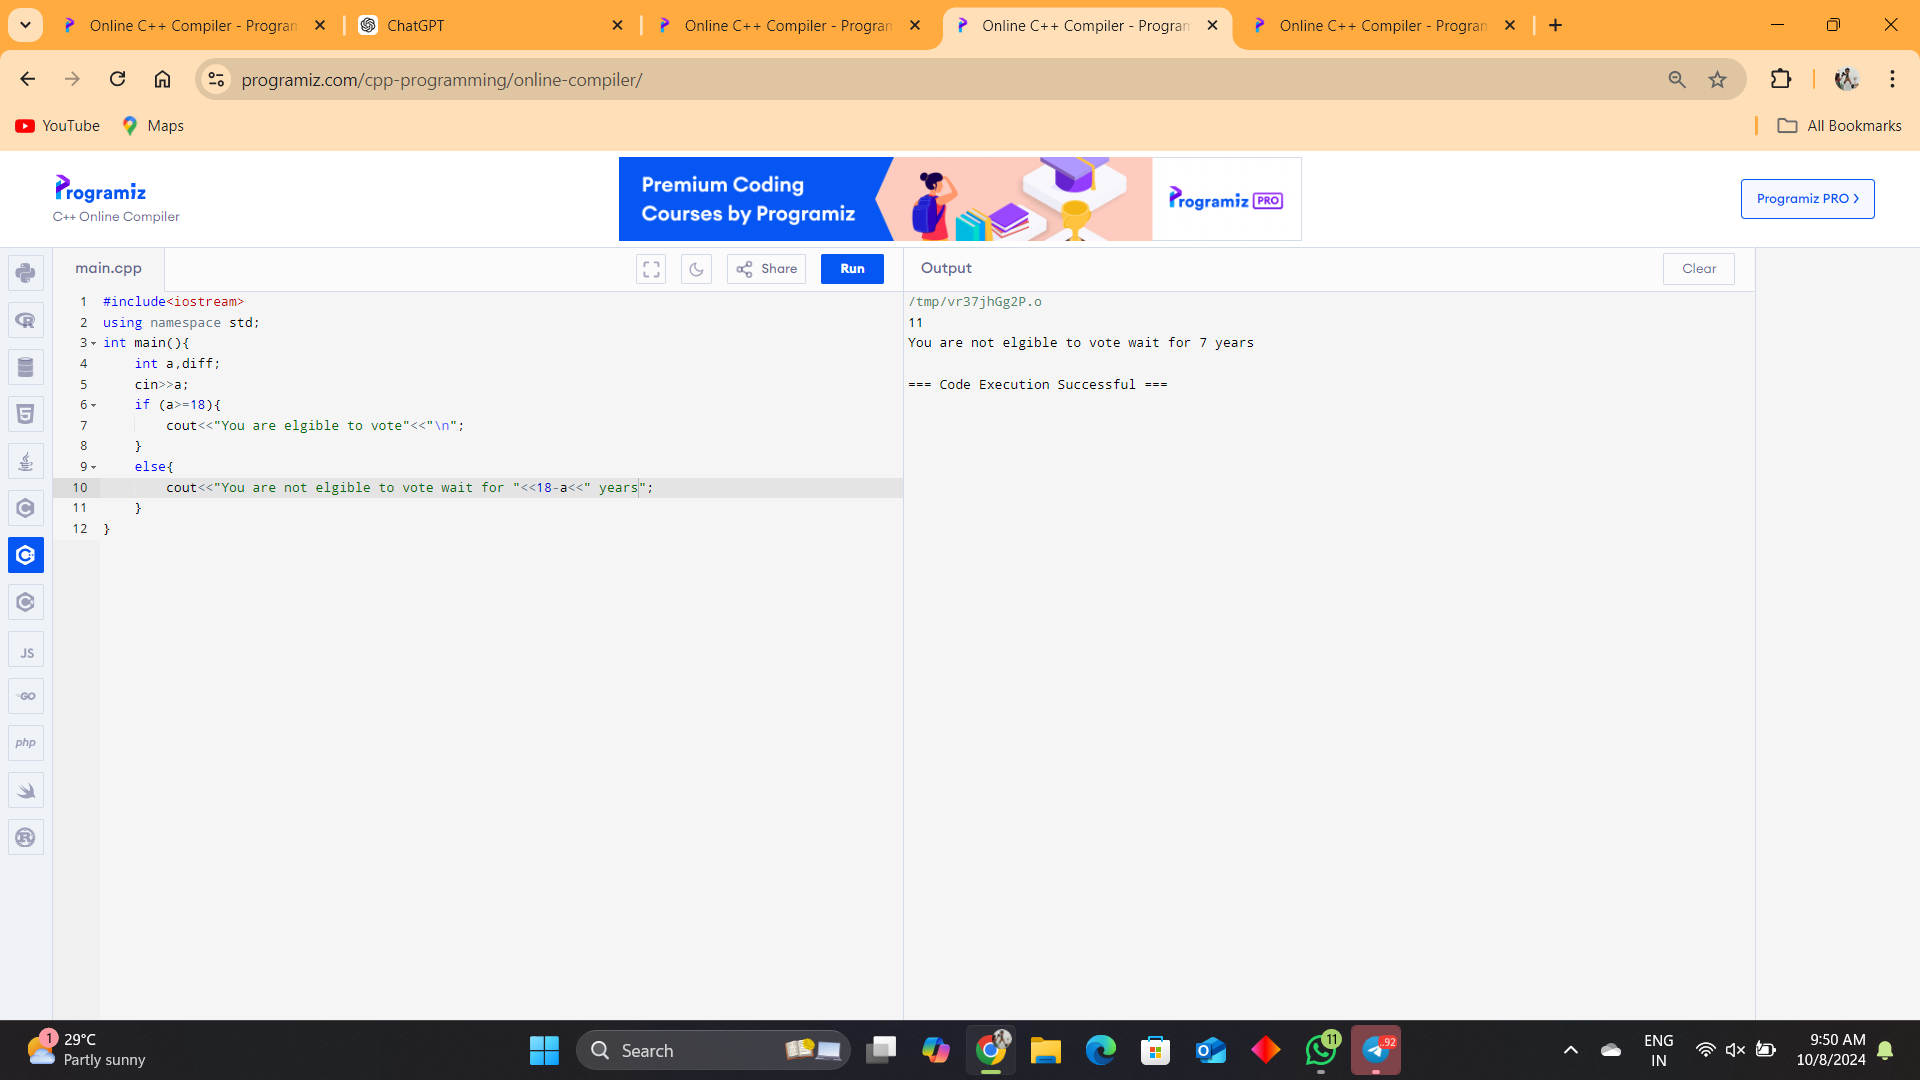 Online C++ Compiler - Program
ChatGPT
Online C++ Compiler - Program
Online C++ Compiler - Program
Online C++ Compiler - Program
programiz.com/cpp-programming/online-compiler/
YouTube
Maps
All Bookmarks
Programiz
C++ Online Compiler
Premium Coding
Courses by Programiz
Programiz PRO
Programiz PRO >
main.cpp
Share
Run
Output
Clear
1 #include<iostream>
2 using namespace std;
3 int main(){
4 int a,diff;
5 cin>>a;
6 if (a>=18){
7 cout<<"You are elgible to vote"<<"\n";
8 }
9 else{
10 cout<<"You are not elgible to vote wait for "<<18-a<<" years";
11 }
12 }
/tmp/vr37jhGg2P.o
11
You are not elgible to vote wait for 7 years
=== Code Execution Successful ===
JS
GO
php
1
29°C
Partly sunny
Search
11
..92
ENG
IN
9:50 AM
10/8/2024